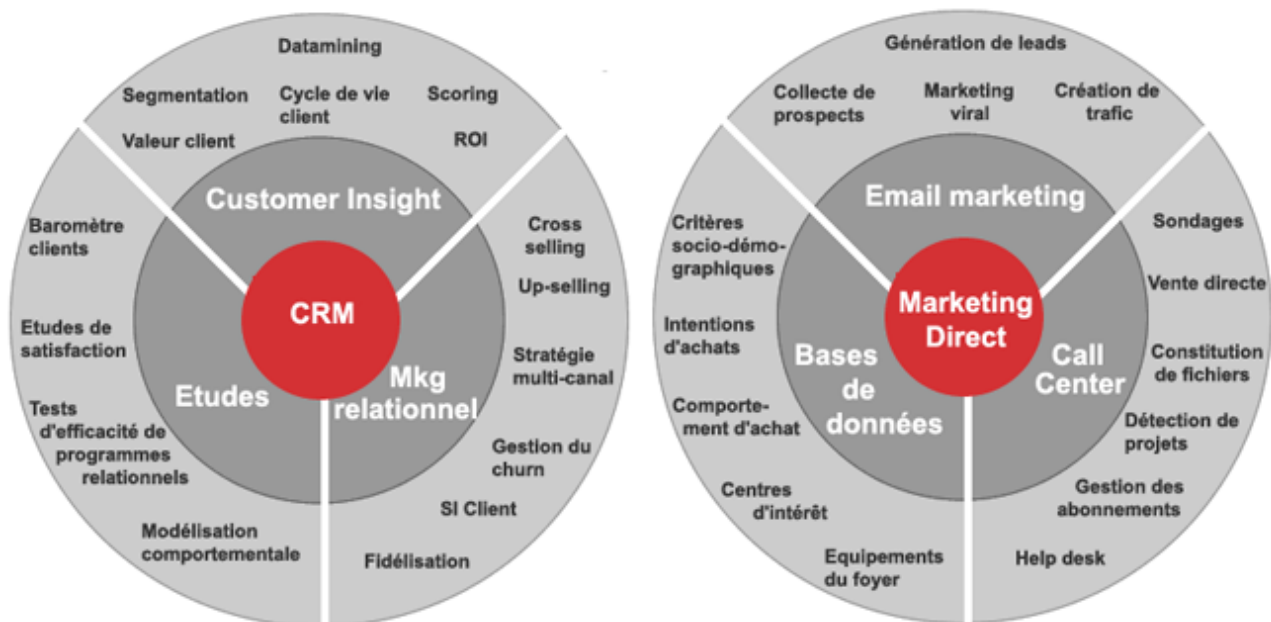 Datamining
Segmentation
Cycle de vie
client
Scoring
Valeur client
ROI
Customer Insight
Baromètre
clients
Etudes de
satisfaction
Tests
d'efficacité de
programmes
relationnels
Modélisation
comportementale
Etudes
CRM
Mkg
relationnel
Cross
selling
Up-selling
Stratégie
multi-canal
Gestion du
churn
SI Client
Fidélisation
Génération de leads
Collecte de
prospects
Marketing
viral
Création de
trafic
Email marketing
Critères
socio-démo-
graphiques
Intentions
d'achats
Comporte-
ment d'achat
Centres
d'intérêt
Equipements
du foyer
Bases
de
données
Marketing
Direct
Call
Center
Sondages
Vente directe
Constitution
de fichiers
Détection de
projets
Gestion des
abonnements
Help desk